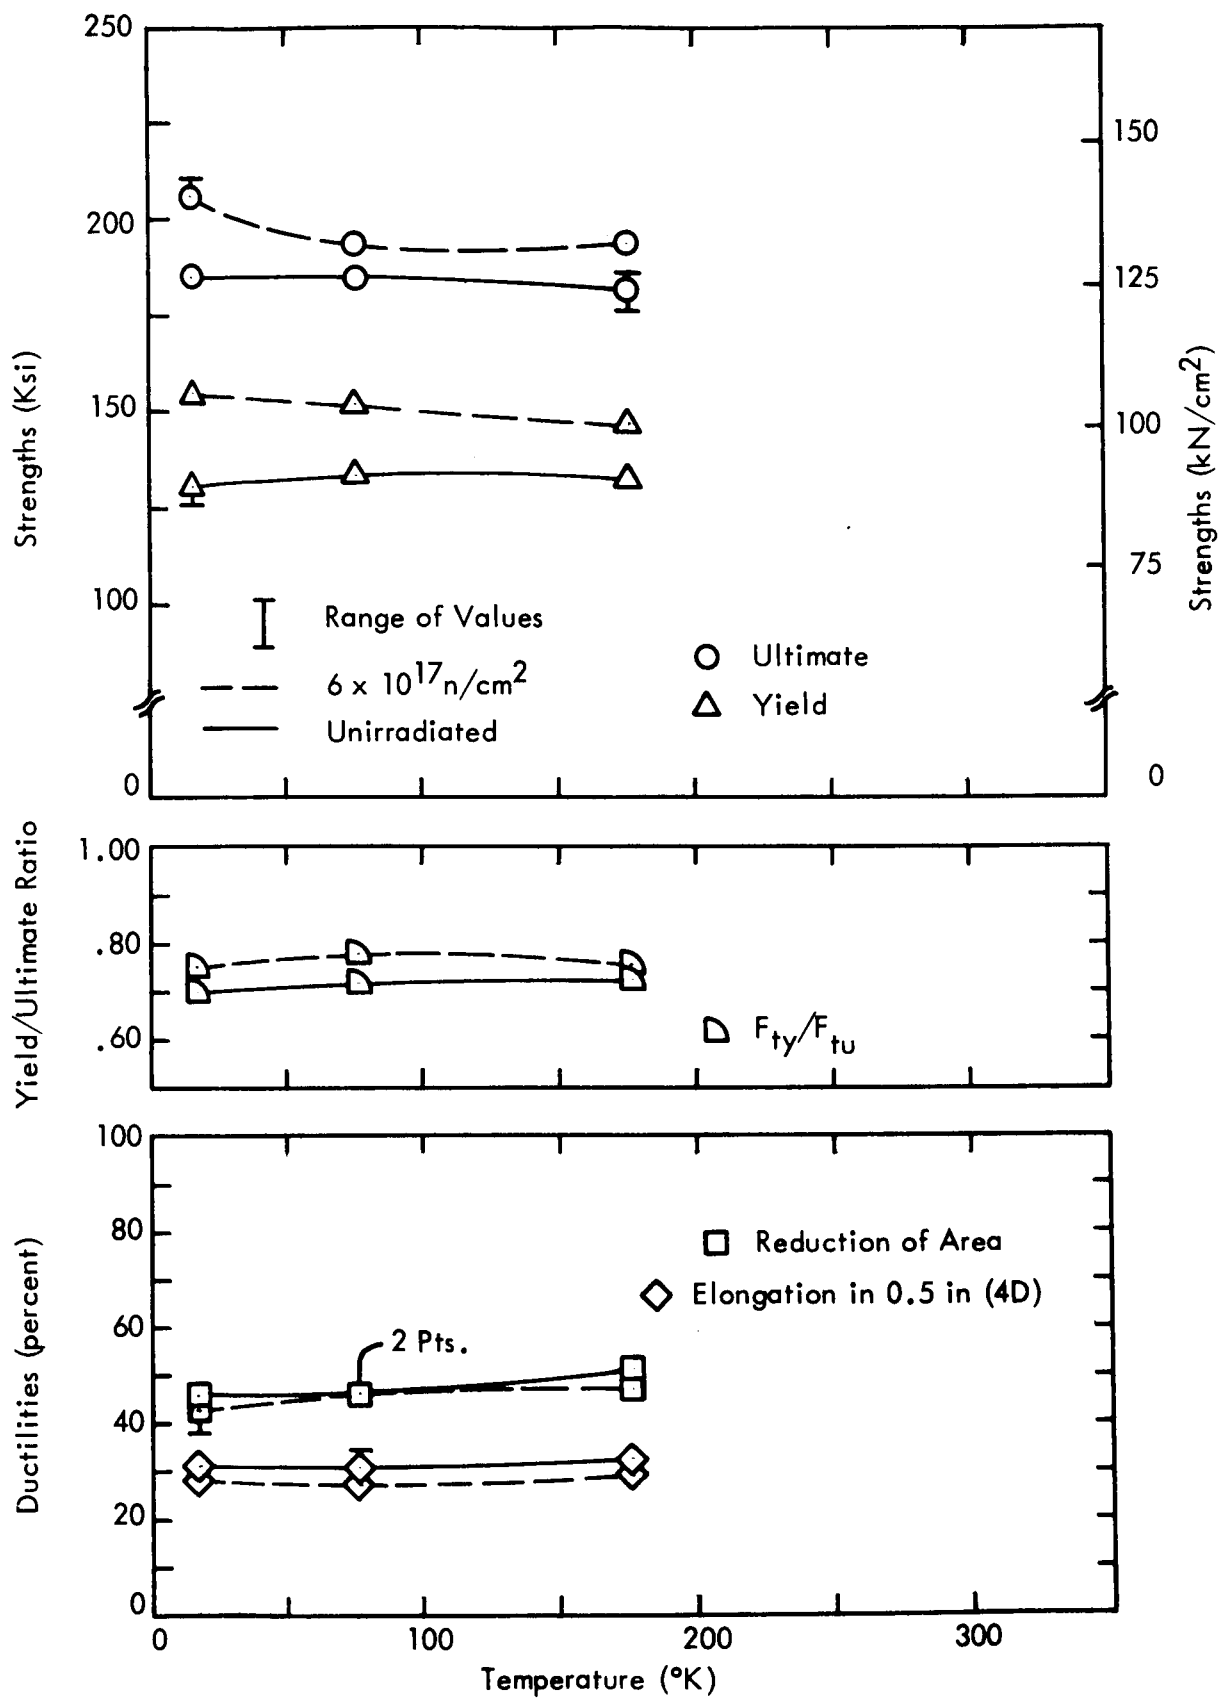 250
200
150
100
0
Strengths (Ksi)
150
125
100
75
0
Strengths (kN/cm²)
Range of Values
6 x 10¹⁷n/cm²
Unirradiated
Ultimate
Yield
1.00
.80
.60
Yield/Ultimate Ratio
Fty/Ftu
100
80
60
40
20
0
Ductilities (percent)
Reduction of Area
Elongation in 0.5 in (4D)
2 Pts.
0 100 200 300
Temperature (°K)